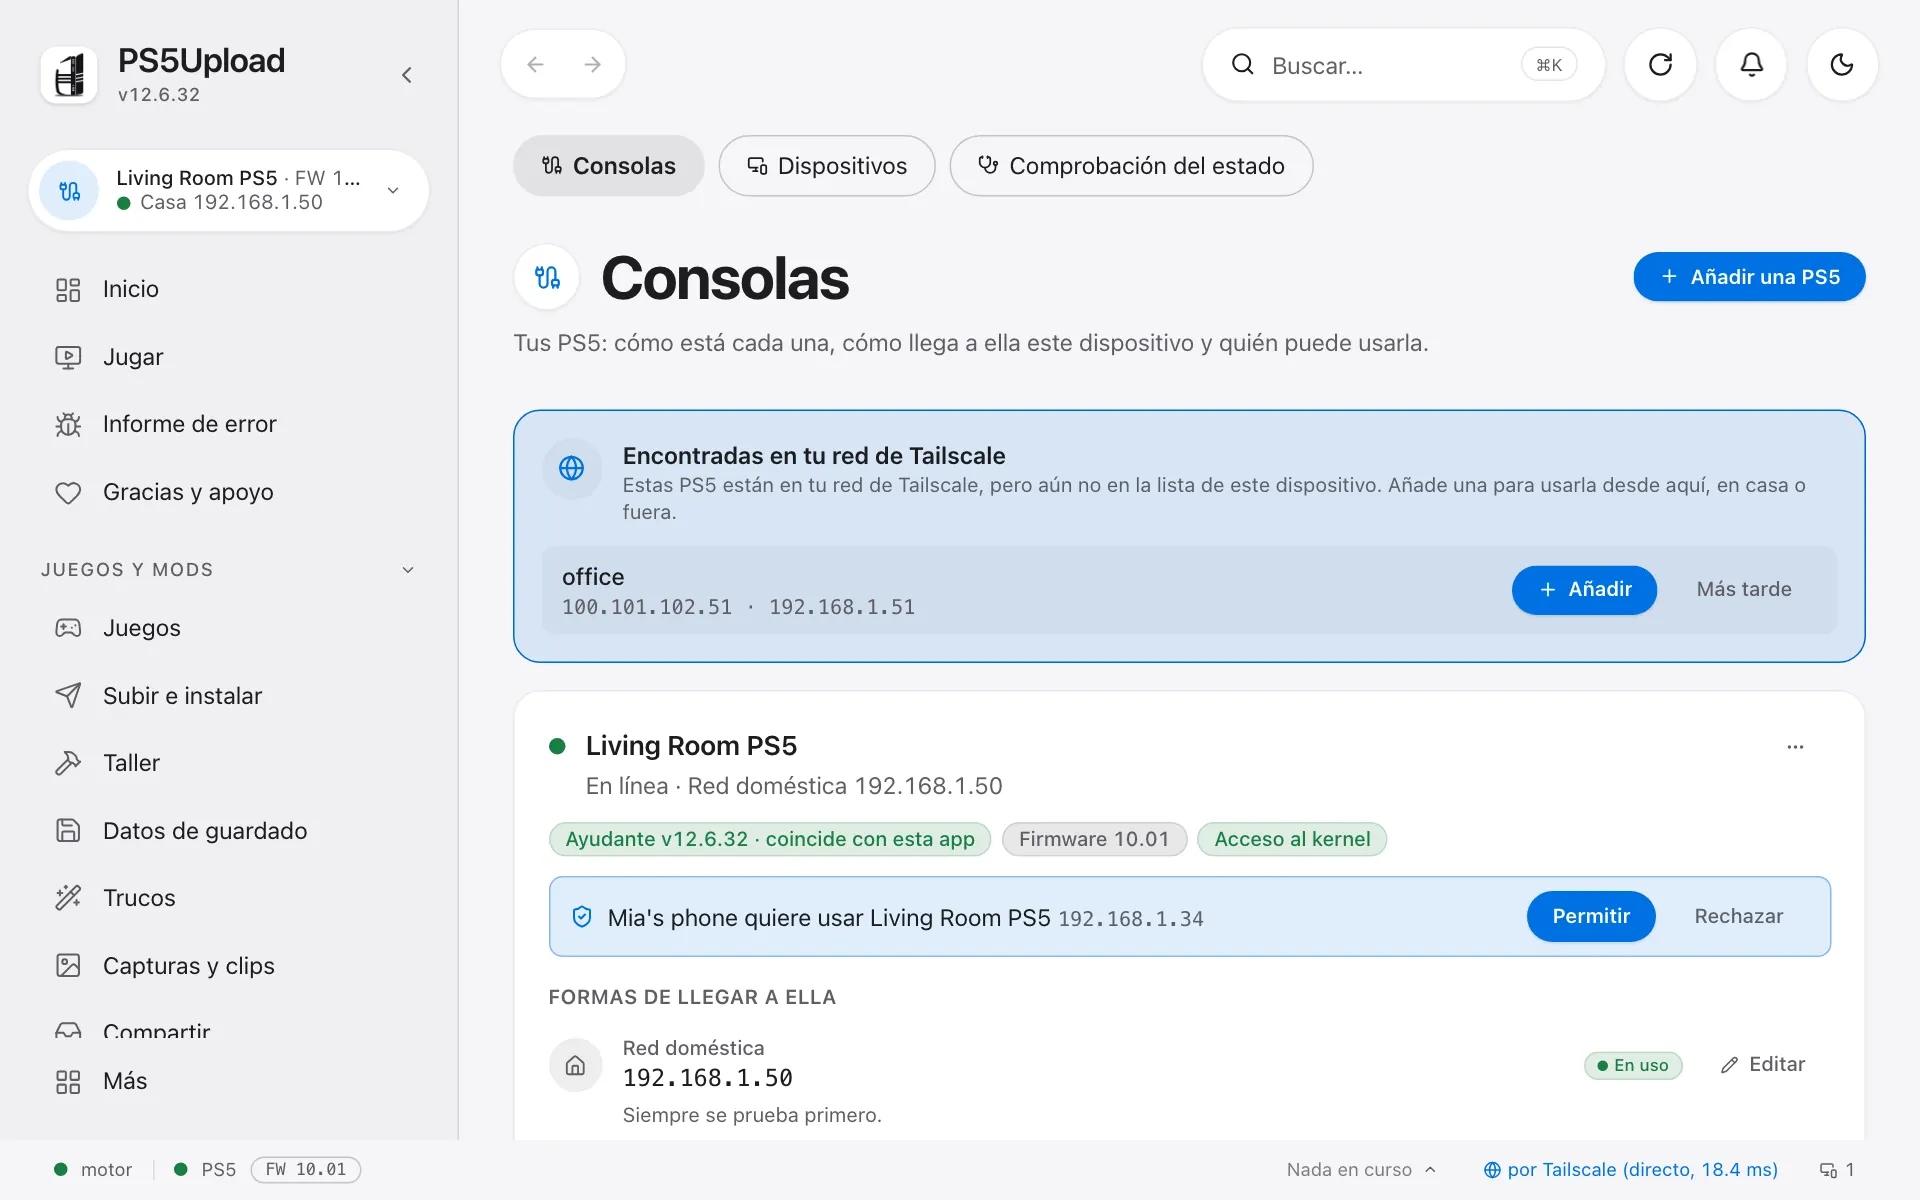 PS5Upload
v12.6.32
Living Room PS5 · FW 1...
Casa 192.168.1.50
Inicio
Jugar
Informe de error
Gracias y apoyo
JUEGOS Y MODS
Juegos
Subir e instalar
Taller
Datos de guardado
Trucos
Capturas y clips
Compartir
Más
Buscar...
⌘K
Consolas
Dispositivos
Comprobación del estado
Consolas
Añadir una PS5
Tus PS5: cómo está cada una, cómo llega a ella este dispositivo y quién puede usarla.
Encontradas en tu red de Tailscale
Estas PS5 están en tu red de Tailscale, pero aún no en la lista de este dispositivo. Añade una para usarla desde aquí, en casa o
fuera.
office
100.101.102.51 · 192.168.1.51
Añadir
Más tarde
Living Room PS5
En línea · Red doméstica 192.168.1.50
Ayudante v12.6.32 · coincide con esta app
Firmware 10.01
Acceso al kernel
Mia's phone quiere usar Living Room PS5 192.168.1.34
Permitir
Rechazar
FORMAS DE LLEGAR A ELLA
Red doméstica
192.168.1.50
Siempre se prueba primero.
En uso
Editar
motor
PS5
FW 10.01
Nada en curso
por Tailscale (directo, 18.4 ms)
1